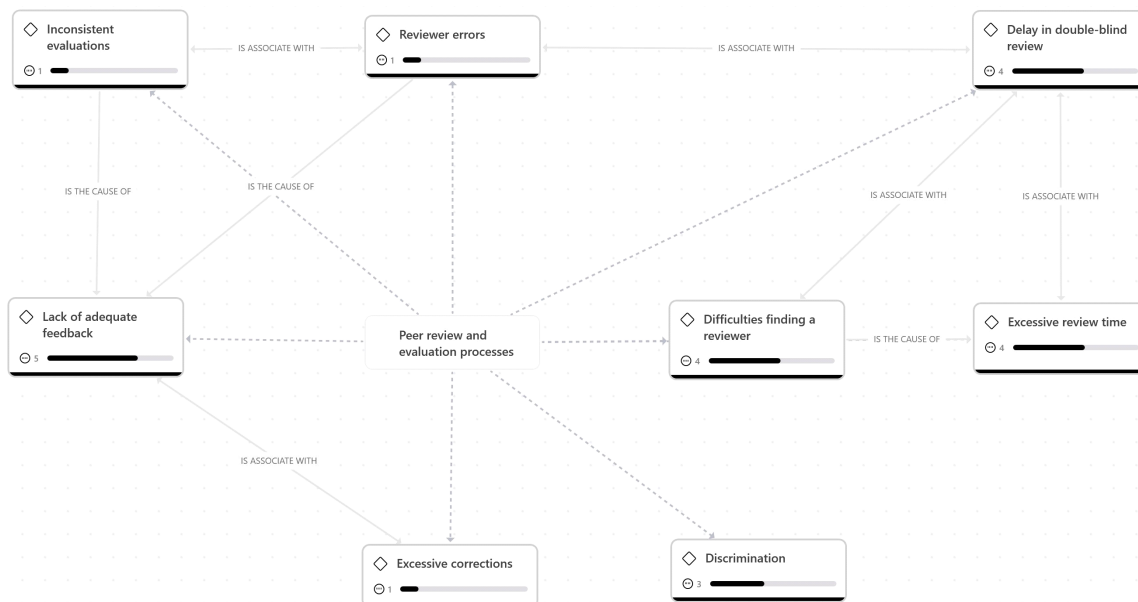 Inconsistent
evaluations
1
IS ASSOCIATE WITH
Reviewer errors
1
IS ASSOCIATE WITH
Delay in double-blind
review
4
IS THE CAUSE OF
IS THE CAUSE OF
IS ASSOCIATE WITH
IS ASSOCIATE WITH
Lack of adequate
feedback
5
Peer review and
evaluation processes
Difficulties finding a
reviewer
4
IS THE CAUSE OF
Excessive review time
4
IS ASSOCIATE WITH
Excessive corrections
1
Discrimination
3